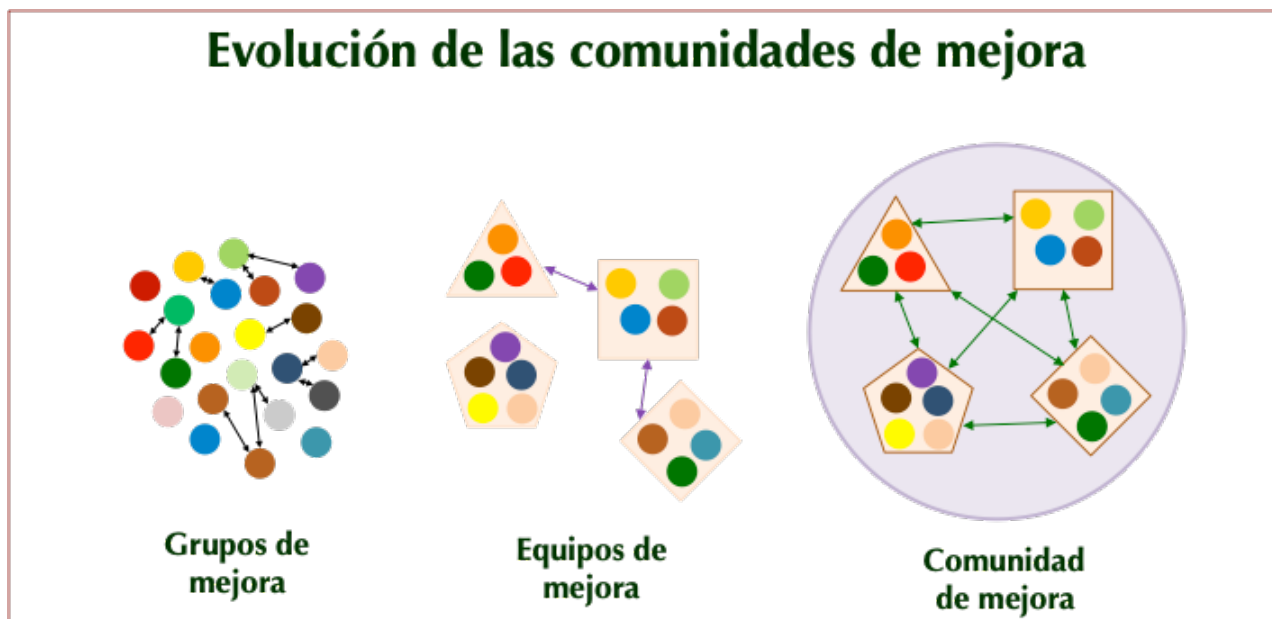 Evolución de las comunidades de mejora
Grupos de
mejora
Equipos de
mejora
Comunidad
de mejora